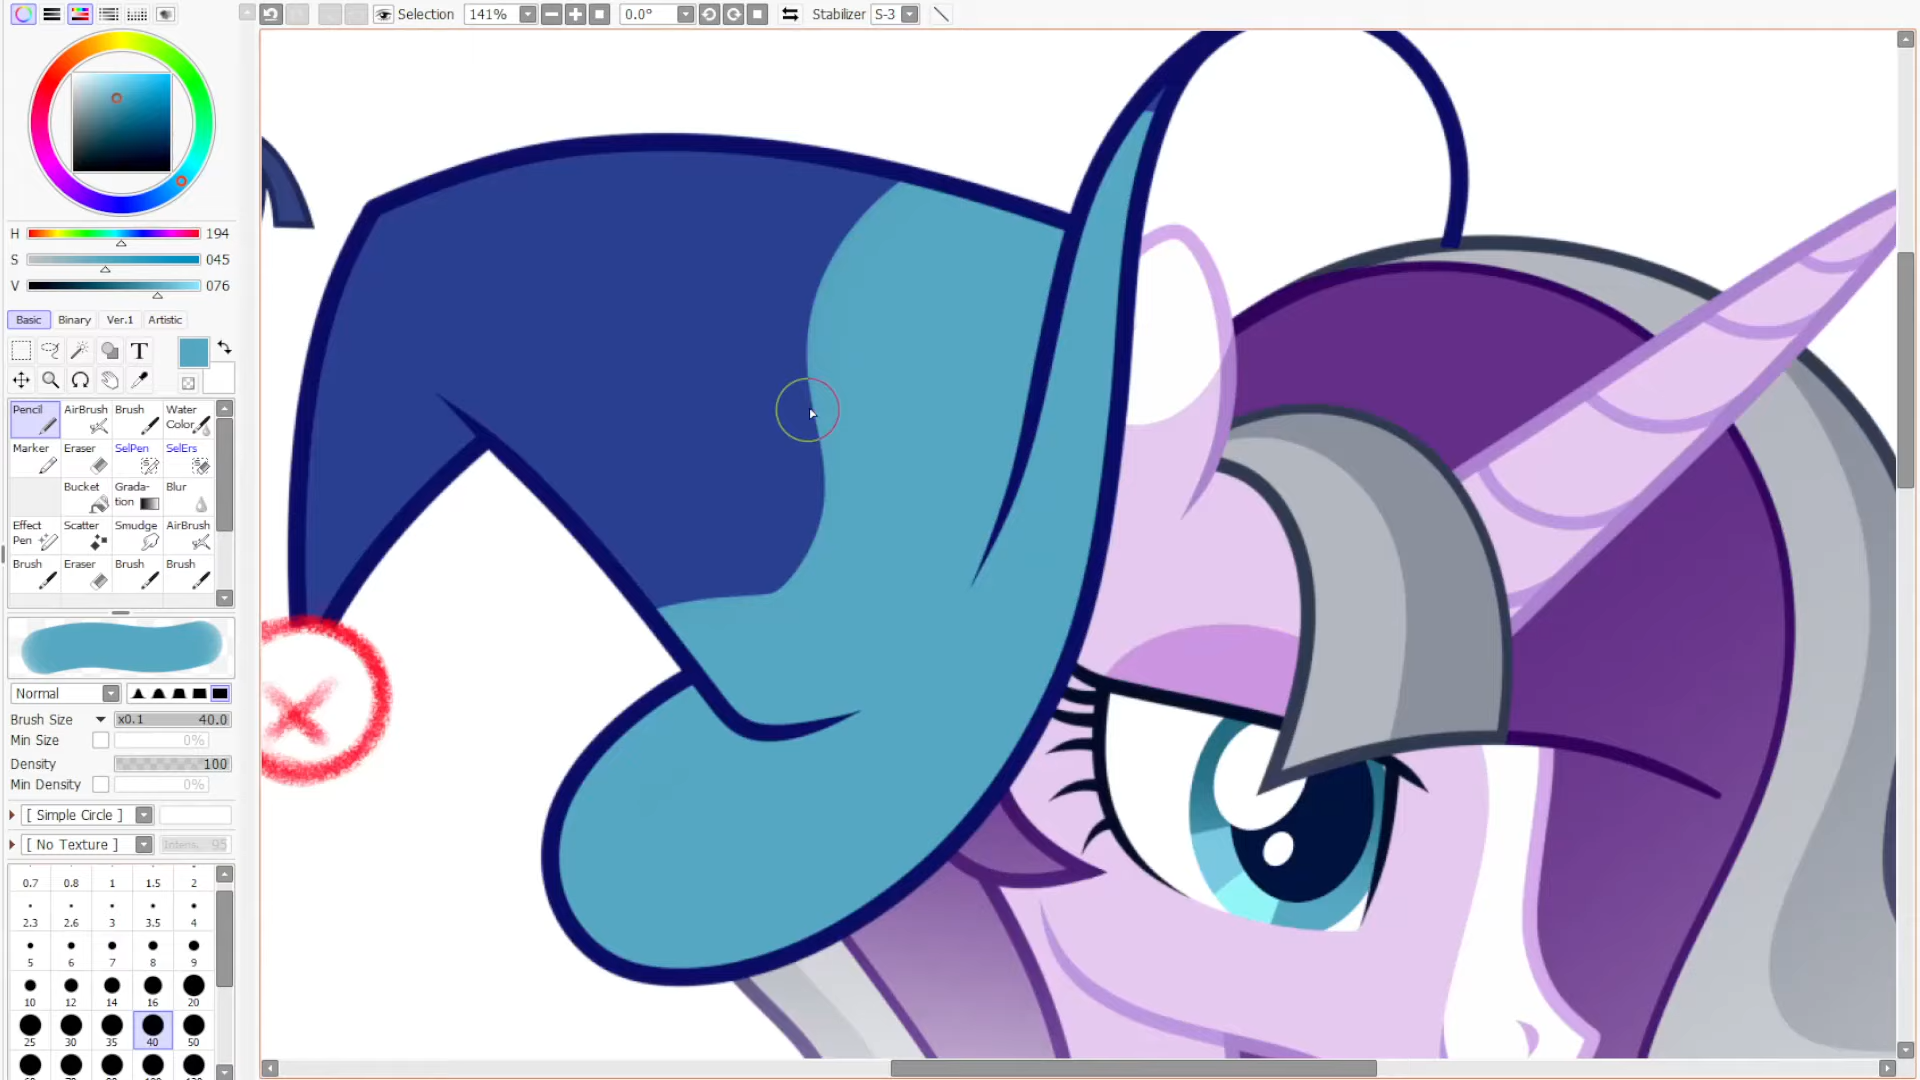 Selection 141% 0.0° Stabilizer S-3
H 194
S 045
V 076
Basic Binary Ver.1 Artistic
T
Pencil AirBrush Brush Water Color
Marker Eraser SelPen SelErs
Bucket Grada-tion Blur
Effect Pen Scatter Smudge AirBrush
Brush Eraser Brush Brush
Normal
Brush Size x0.1 40.0
Min Size 0%
Density 100
Min Density 0%
[ Simple Circle ]
[ No Texture ] Intens. 95
0.7 0.8 1 1.5 2
2.3 2.6 3 3.5 4
5 6 7 8 9
10 12 14 16 20
25 30 35 40 50